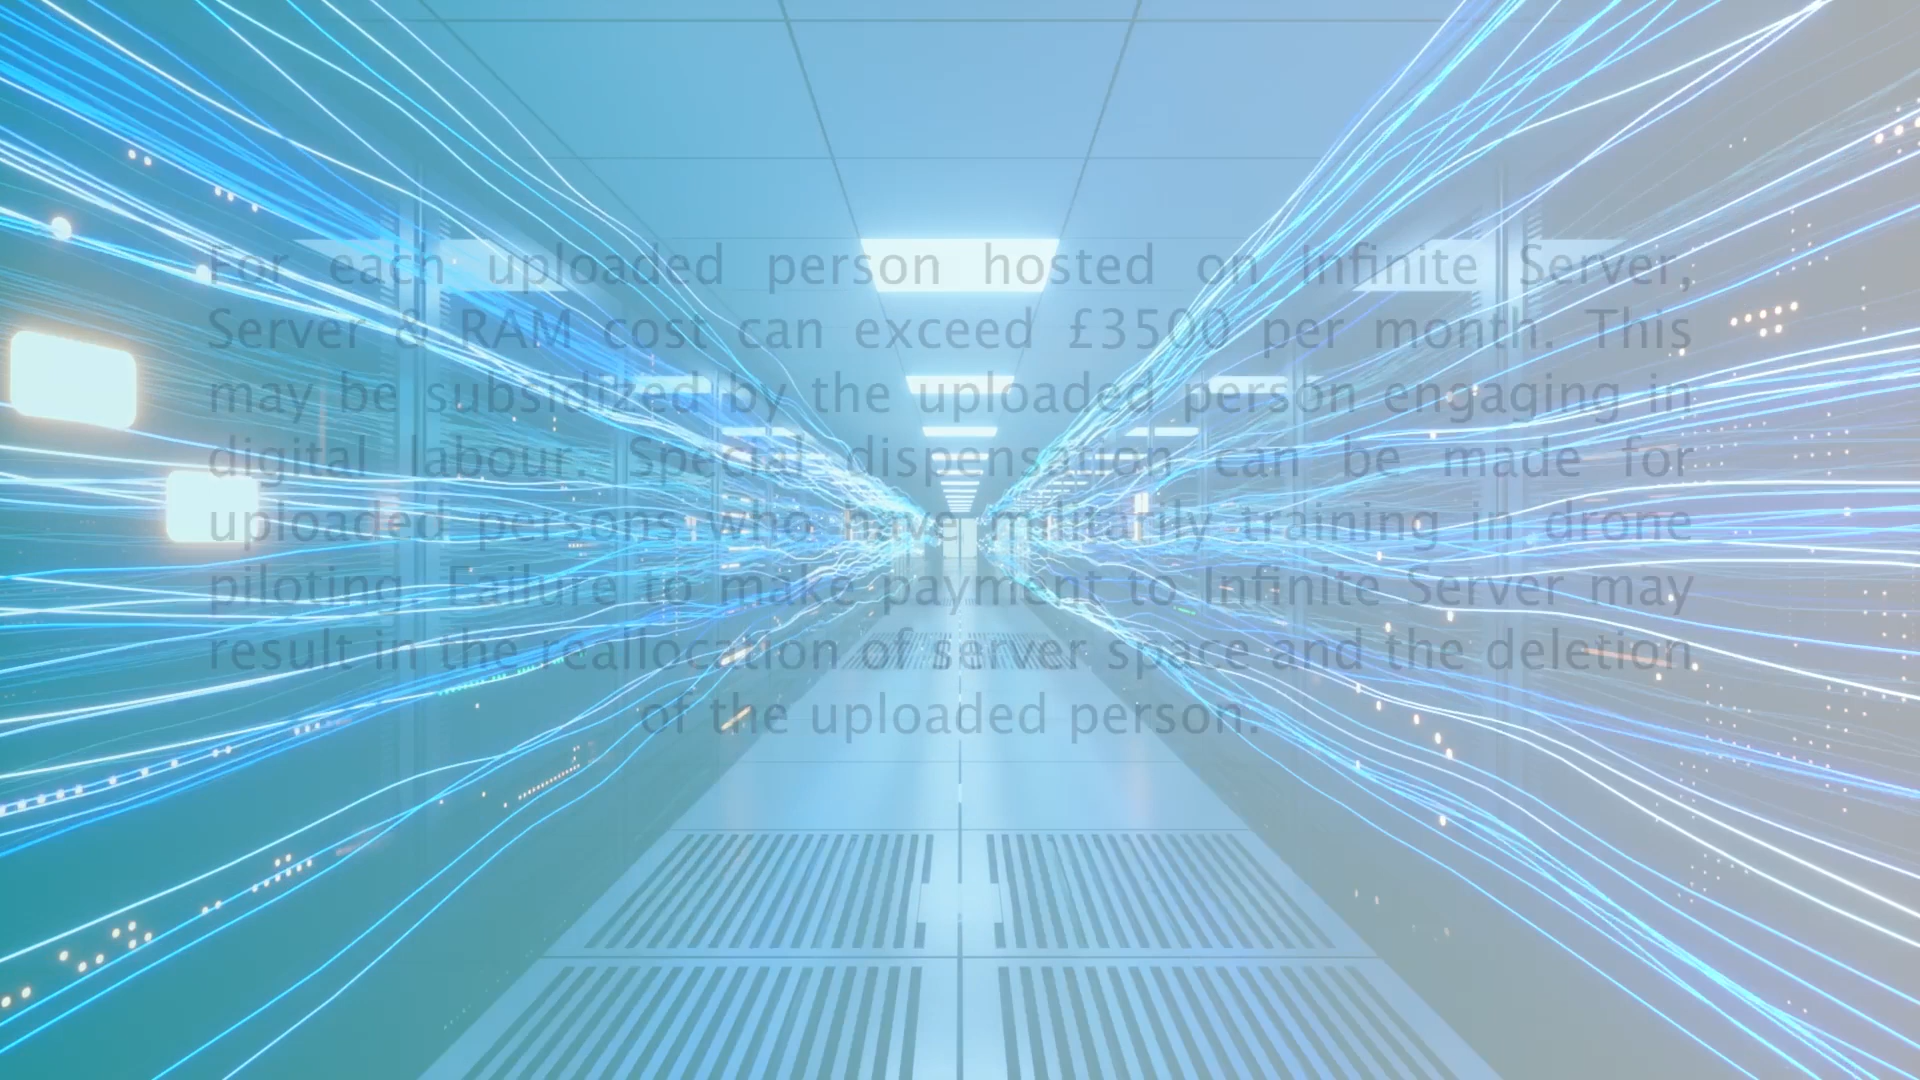 For each uploaded person hosted on Infinite Server,
Server & RAM cost can exceed £3500 per month. This
may be subsidized by the uploaded person engaging in
digital labour. Special dispensation can be made for
uploaded persons who have militarily training in drone
piloting. Failure to make payment to Infinite Server may
result in the reallocation of server space and the deletion
of the uploaded person.